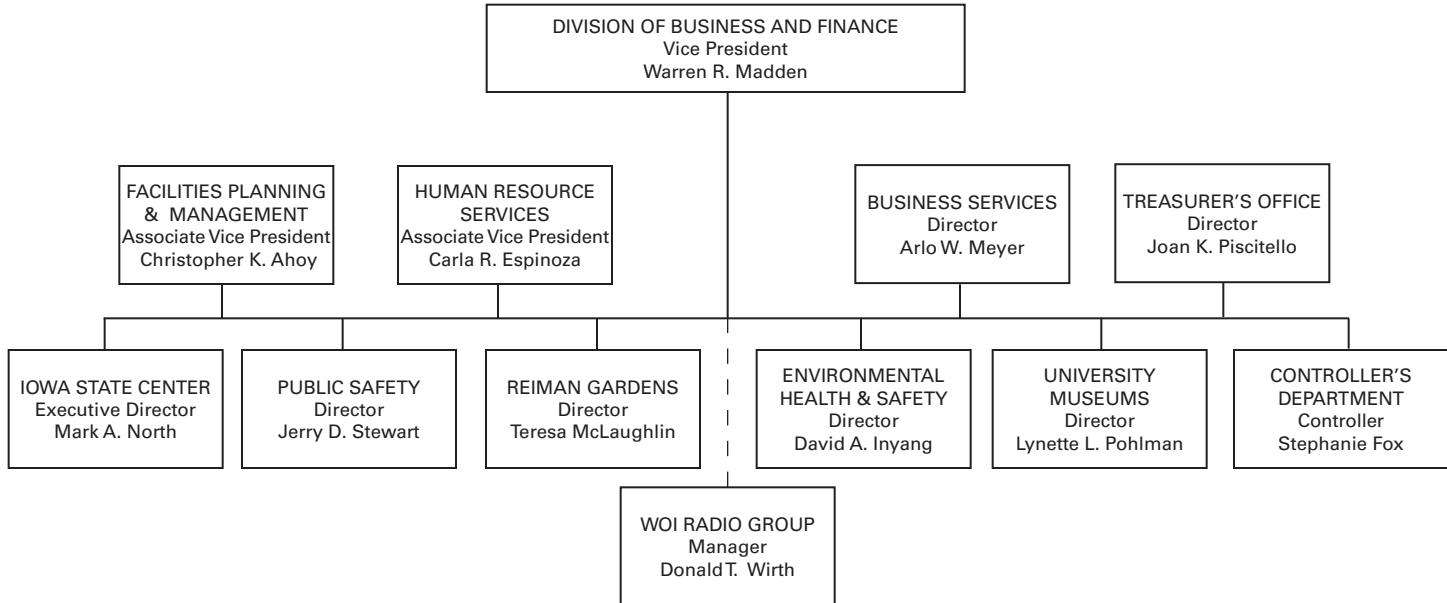 DIVISION OF BUSINESS AND FINANCE
Vice President
Warren R. Madden
FACILITIES PLANNING
& MANAGEMENT
Associate Vice President
Christopher K. Ahoy
HUMAN RESOURCE
SERVICES
Associate Vice President
Carla R. Espinoza
BUSINESS SERVICES
Director
Arlo W. Meyer
TREASURER'S OFFICE
Director
Joan K. Piscitello
IOWA STATE CENTER
Executive Director
Mark A. North
PUBLIC SAFETY
Director
Jerry D. Stewart
REIMAN GARDENS
Director
Teresa McLaughlin
ENVIRONMENTAL
HEALTH & SAFETY
Director
David A. Inyang
UNIVERSITY
MUSEUMS
Director
Lynette L. Pohlman
CONTROLLER'S
DEPARTMENT
Controller
Stephanie Fox
WOI RADIO GROUP
Manager
Donald T. Wirth